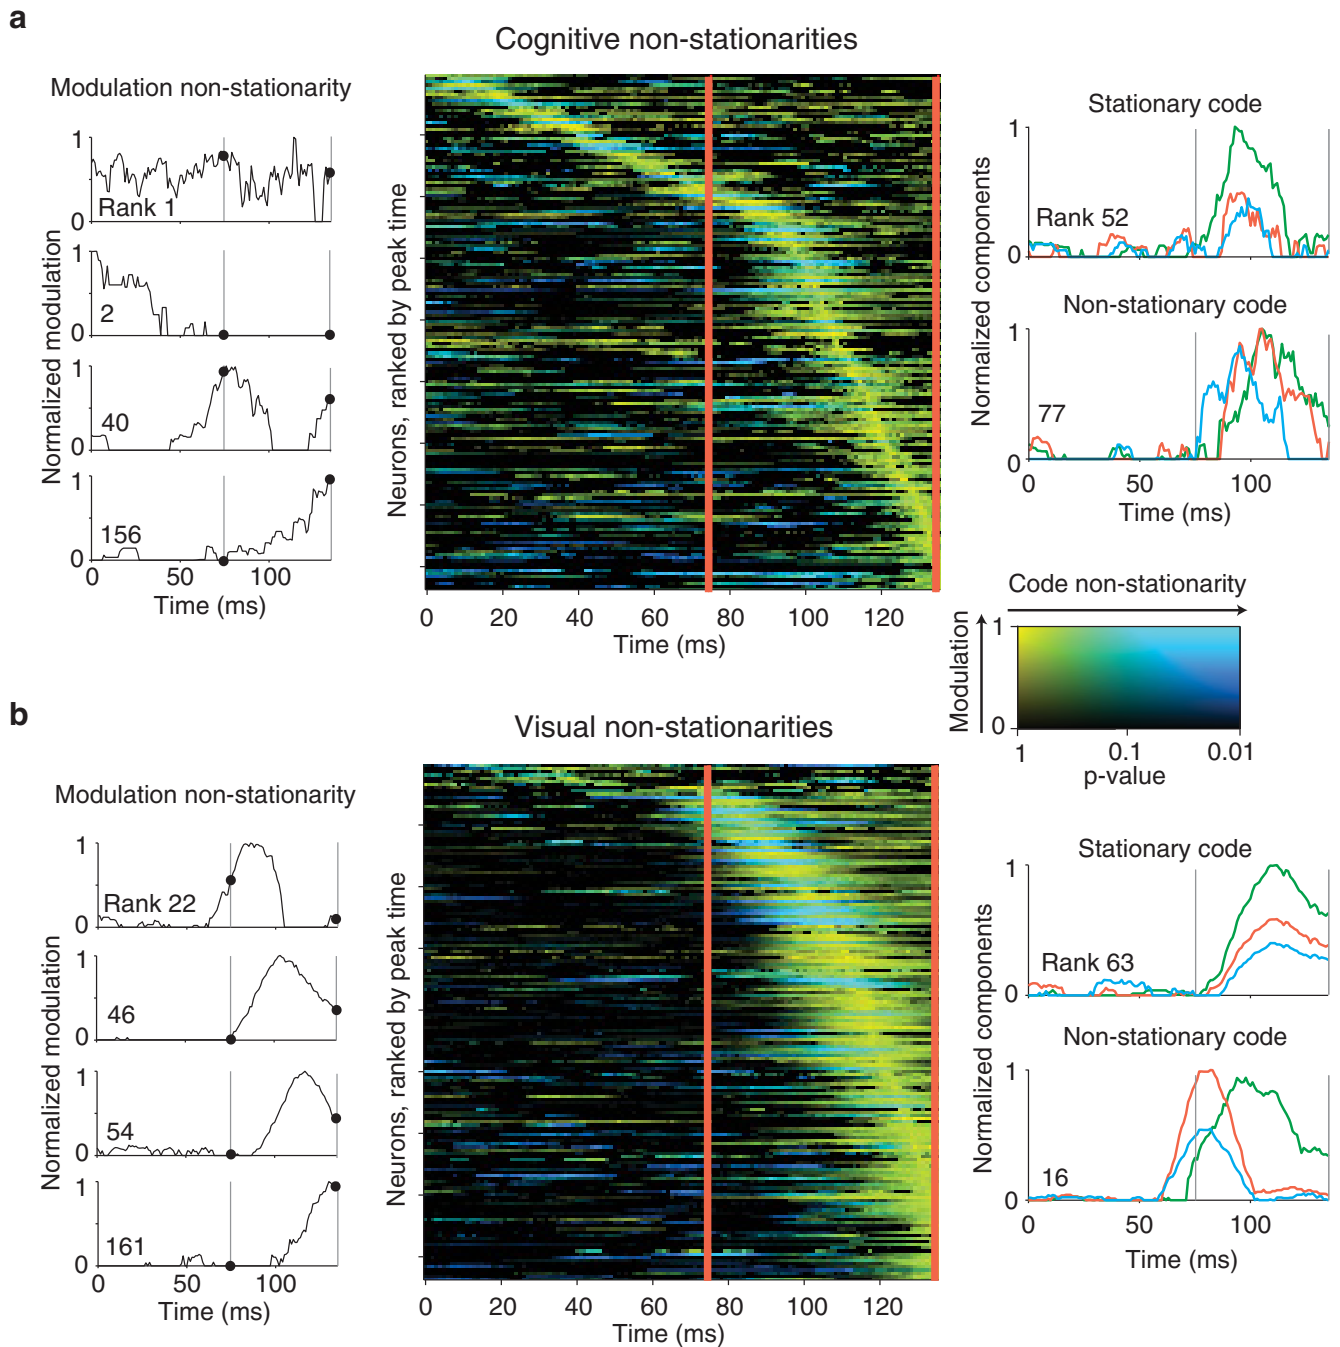 a
Cognitive non-stationarities
Modulation non-stationarity
Normalized modulation
1
0
Rank 1
1
0
2
1
0
40
1
0
156
0 50 100
Time (ms)
Neurons, ranked by peak time
0 20 40 60 80 100 120
Time (ms)
Stationary code
Normalized components
1
0
Rank 52
Non-stationary code
1
0
77
0 50 100
Time (ms)
Code non-stationarity
Modulation
1
0
1 0.1 0.01
p-value
b
Visual non-stationarities
Modulation non-stationarity
Normalized modulation
1
0
Rank 22
1
0
46
1
0
54
1
0
161
0 50 100
Time (ms)
Neurons, ranked by peak time
0 20 40 60 80 100 120
Time (ms)
Stationary code
Normalized components
1
0
Rank 63
Non-stationary code
1
0
16
0 50 100
Time (ms)